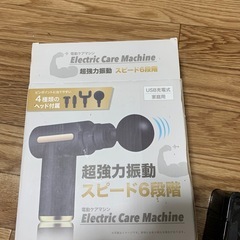 電動ケアマシン
Electric Care Machine
超強力振動 スピード6段階
USB充電式
家庭用
4種類の
ヘッド付属
超強力振動
スピード6段階
電動ケアマシン
Electric Care Machine